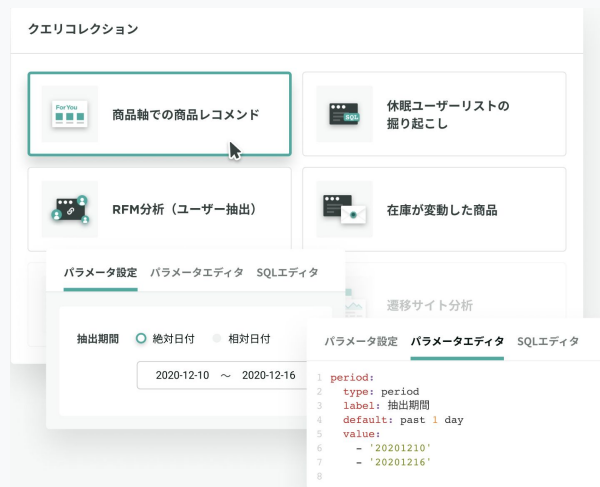 クエリコレクション
For You
商品軸での商品レコメンド
SQL
休眠ユーザーリストの
掘り起こし
RFM分析（ユーザー抽出）
在庫が変動した商品
遷移サイト分析
パラメータ設定 パラメータエディタ SQLエディタ
抽出期間 絶対日付 相対日付
2020-12-10 〜 2020-12-16
パラメータ設定 パラメータエディタ SQLエディタ
1 period:
2 type: period
3 label: 抽出期間
4 default: past 1 day
5 value:
6 - '20201210'
7 - '20201216'
8